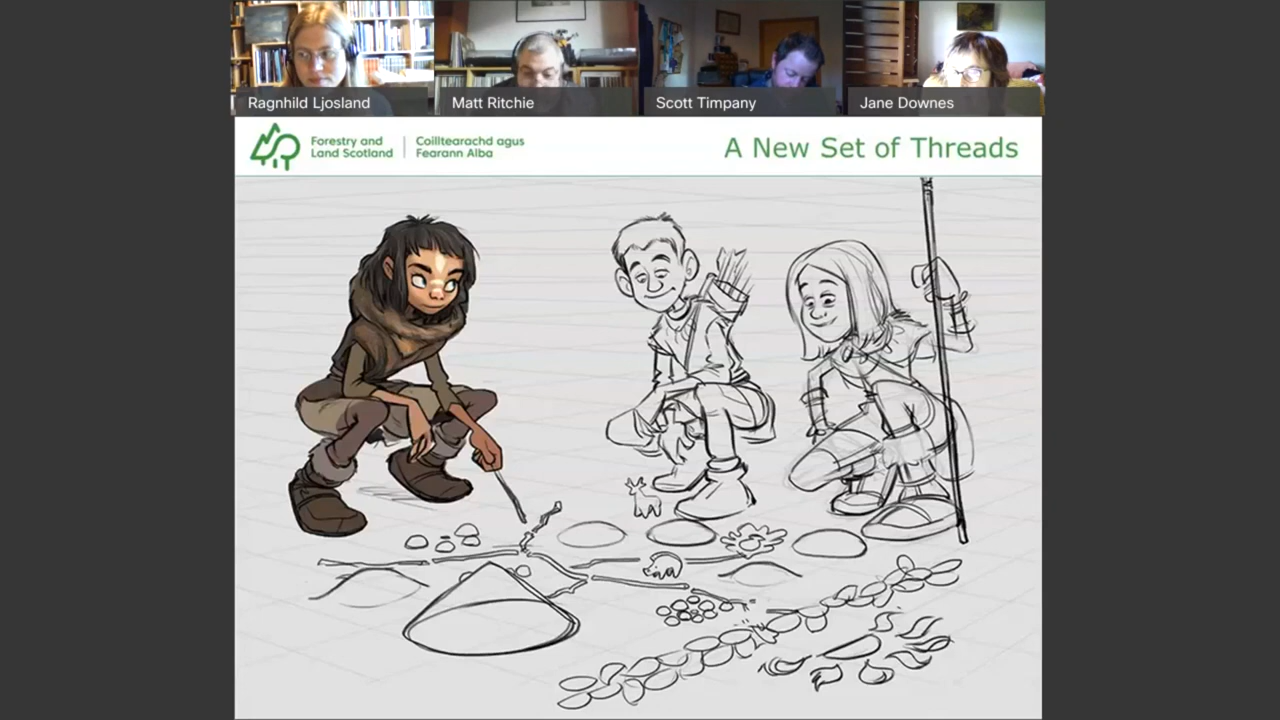 Ragnhild Ljosland
Matt Ritchie
Scott Timpany
Jane Downes
Forestry and
Land Scotland
Coilltearachd agus
Fearann Alba
A New Set of Threads